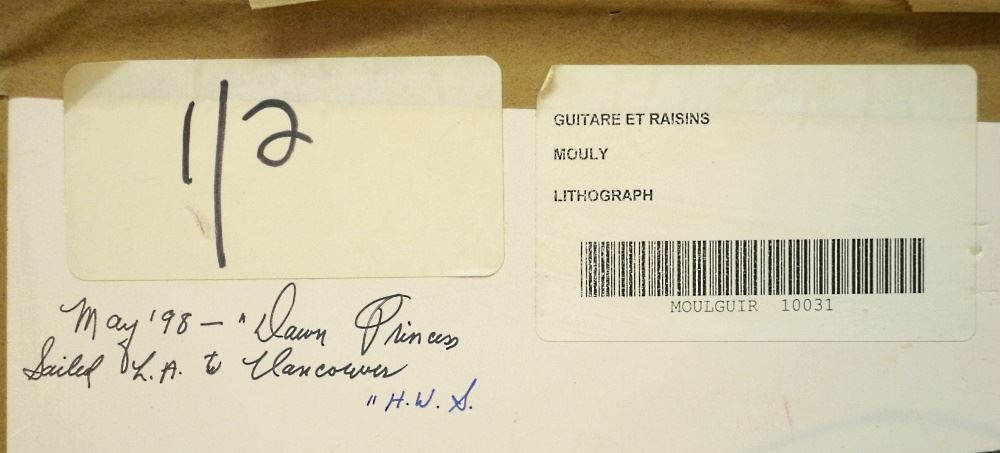 1/2
GUITARE ET RAISINS
MOULY
LITHOGRAPH
MOULGUIR 10031
May '98 — "Dawn Princess
Sailed L.A. to Vancouver
" H.W.S.